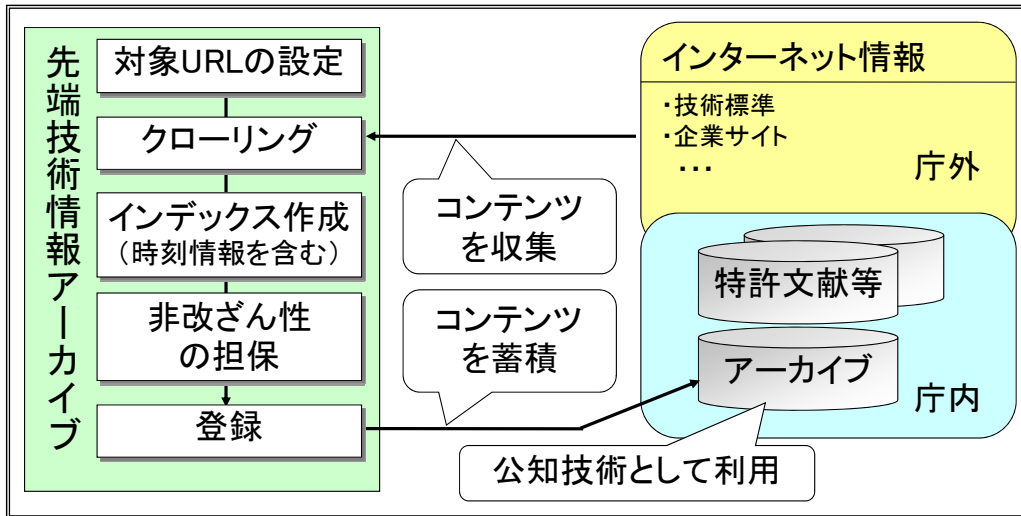 先端技術情報アーカイブ
対象URLの設定
クローリング
インデックス作成
（時刻情報を含む）
非改ざん性
の担保
登録
コンテンツ
を収集
コンテンツ
を蓄積
インターネット情報
・技術標準
・企業サイト
・・・
庁外
特許文献等
アーカイブ
庁内
公知技術として利用